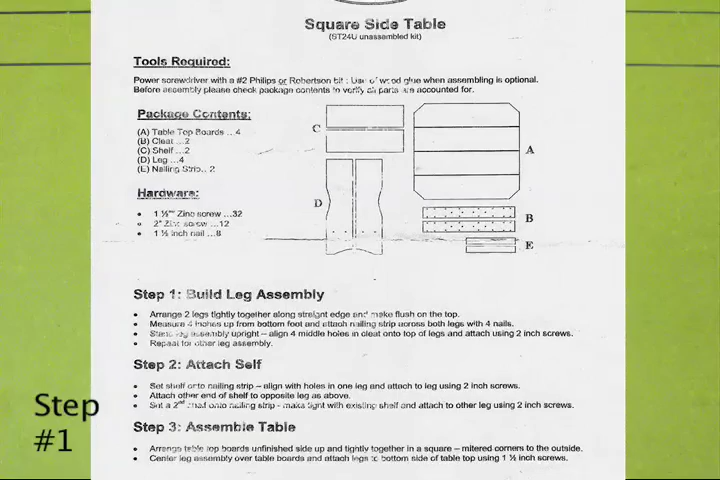 Square Side Table
(ST24U unassembled kit)
Tools Required:
Power screwdriver with a #2 Philips or Robertson bit : Use of wood glue when assembling is optional.
Before assembly please check package contents to verify all parts are accounted for.
Package Contents:
(A) Table Top Boards ... 4
(B) Cleat ...2
(C) Shelf ...2
(D) Leg ...4
(E) Nailing Strip.. 2
C
A
D
B
E
Hardware:
• 1 ½"" Zinc screw ...32
• 2" Zinc screw ...12
• 1 ½ inch nail ...8
Step 1: Build Leg Assembly
• Arrange 2 legs tightly together along straight edge and make flush on the top.
• Measure 4 inches up from bottom foot and attach nailing strip across both legs with 4 nails.
• Stand leg assembly upright – align 4 middle holes in cleat onto top of legs and attach using 2 inch screws.
• Repeat for other leg assembly.
Step 2: Attach Self
• Set shelf onto nailing strip – align with holes in one leg and attach to leg using 2 inch screws.
• Attach other end of shelf to opposite leg as above.
• Set a 2nd shelf onto nailing strip - make tight with existing shelf and attach to other leg using 2 inch screws.
Step 3: Assemble Table
• Arrange table top boards unfinished side up and tightly together in a square – mitered corners to the outside.
• Center leg assembly over table boards and attach legs to bottom side of table top using 1 ½ inch screws.
Step
#1